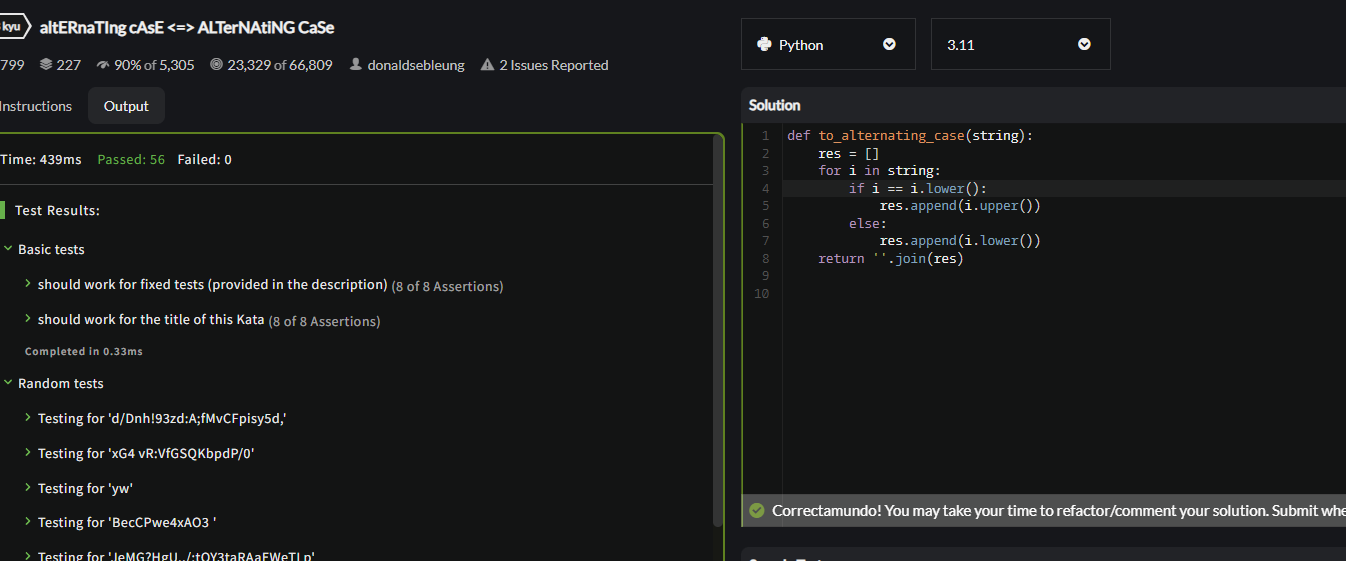 kyu altERnaTIng cAsE <=> ALTerNAtiNG CaSe
799 227 90% of 5,305 23,329 of 66,809 donaldsebleung 2 Issues Reported
Instructions Output
Time: 439ms Passed: 56 Failed: 0
Test Results:
Basic tests
should work for fixed tests (provided in the description) (8 of 8 Assertions)
should work for the title of this Kata (8 of 8 Assertions)
Completed in 0.33ms
Random tests
Testing for 'd/Dnh!93zd:A;fMvCFpisy5d,'
Testing for 'xG4 vR:VfGSQKbpdP/0'
Testing for 'yw'
Testing for 'BecCPwe4xAO3 '
Testing for
Python 3.11
Solution
1 def to_alternating_case(string):
2 res = []
3 for i in string:
4 if i == i.lower():
5 res.append(i.upper())
6 else:
7 res.append(i.lower())
8 return ''.join(res)
9
10
Correctamundo! You may take your time to refactor/comment your solution. Submit whe